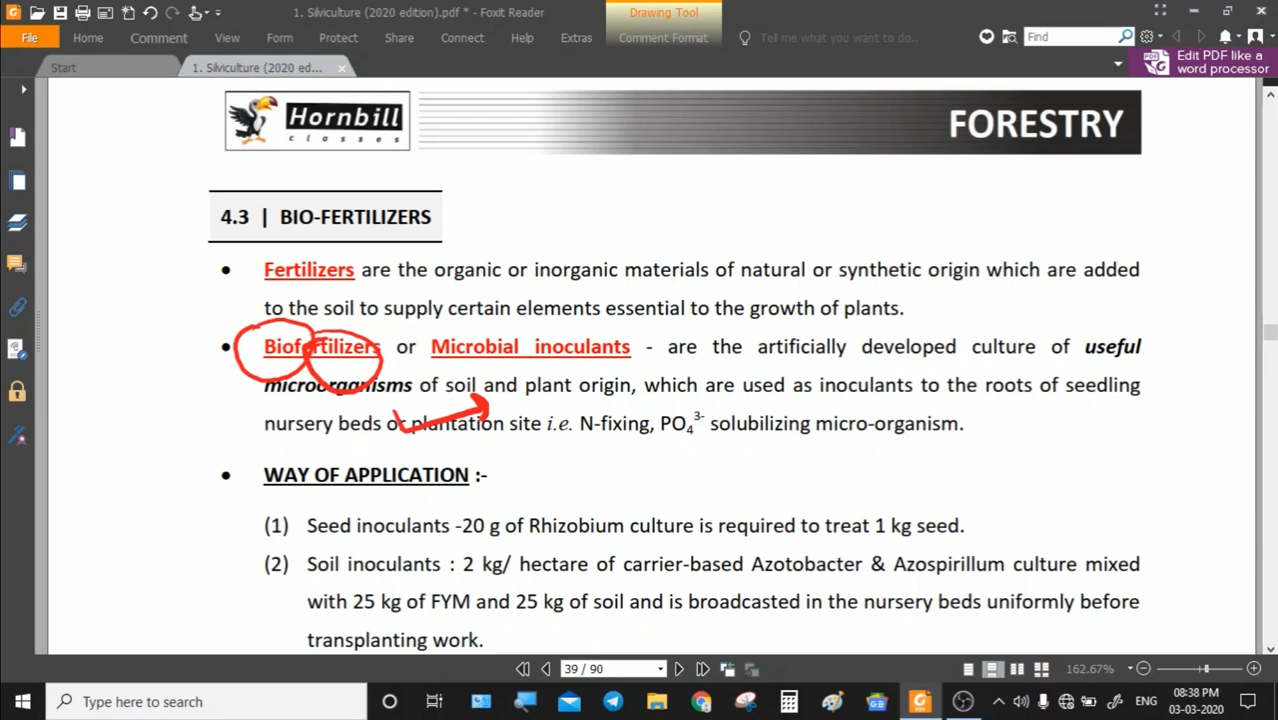 1. Silviculture (2020 edition).pdf * - Foxit Reader
Drawing Tool
File Home Comment View Form Protect Share Connect Help Extras Comment Format Tell me what you want to do... Find
Start 1. Silviculture (2020 ed... × Edit PDF like a
word processor
Hornbill
classes
FORESTRY
4.3 | BIO-FERTILIZERS
• Fertilizers are the organic or inorganic materials of natural or synthetic origin which are added
to the soil to supply certain elements essential to the growth of plants.
• Biofertilizers or Microbial inoculants - are the artificially developed culture of useful
microorganisms of soil and plant origin, which are used as inoculants to the roots of seedling
nursery beds or plantation site i.e. N-fixing, PO₄³⁻ solubilizing micro-organism.
• WAY OF APPLICATION :-
(1) Seed inoculants -20 g of Rhizobium culture is required to treat 1 kg seed.
(2) Soil inoculants : 2 kg/ hectare of carrier-based Azotobacter & Azospirillum culture mixed
with 25 kg of FYM and 25 kg of soil and is broadcasted in the nursery beds uniformly before
transplanting work.
39 / 90 162.67%
Type here to search ENG 08:38 PM
03-03-2020